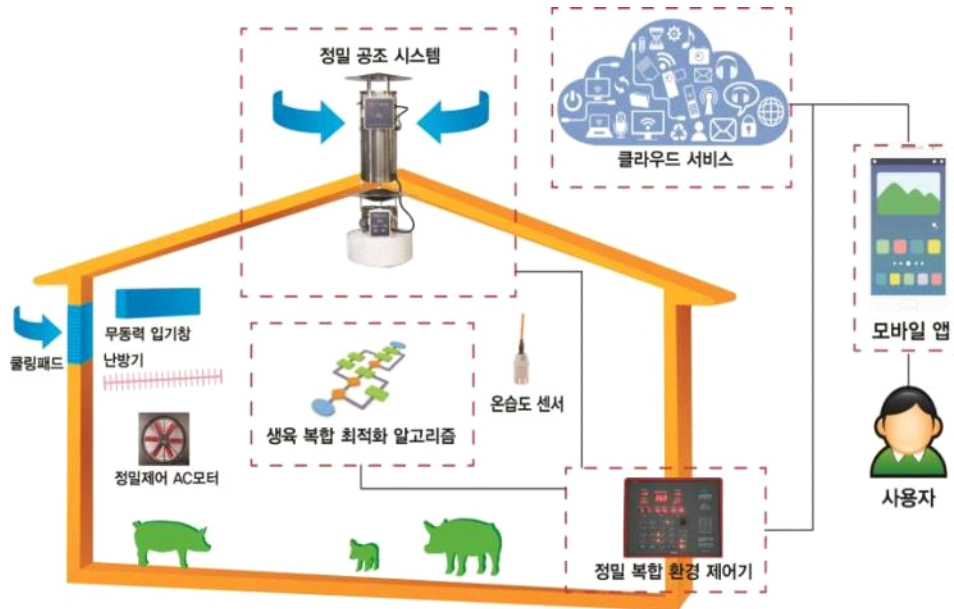 정밀 공조 시스템
클라우드 서비스
모바일 앱
사용자
쿨링패드
무동력 입기창
난방기
정밀제어 AC모터
온습도 센서
생육 복합 최적화 알고리즘
정밀 복합 환경 제어기